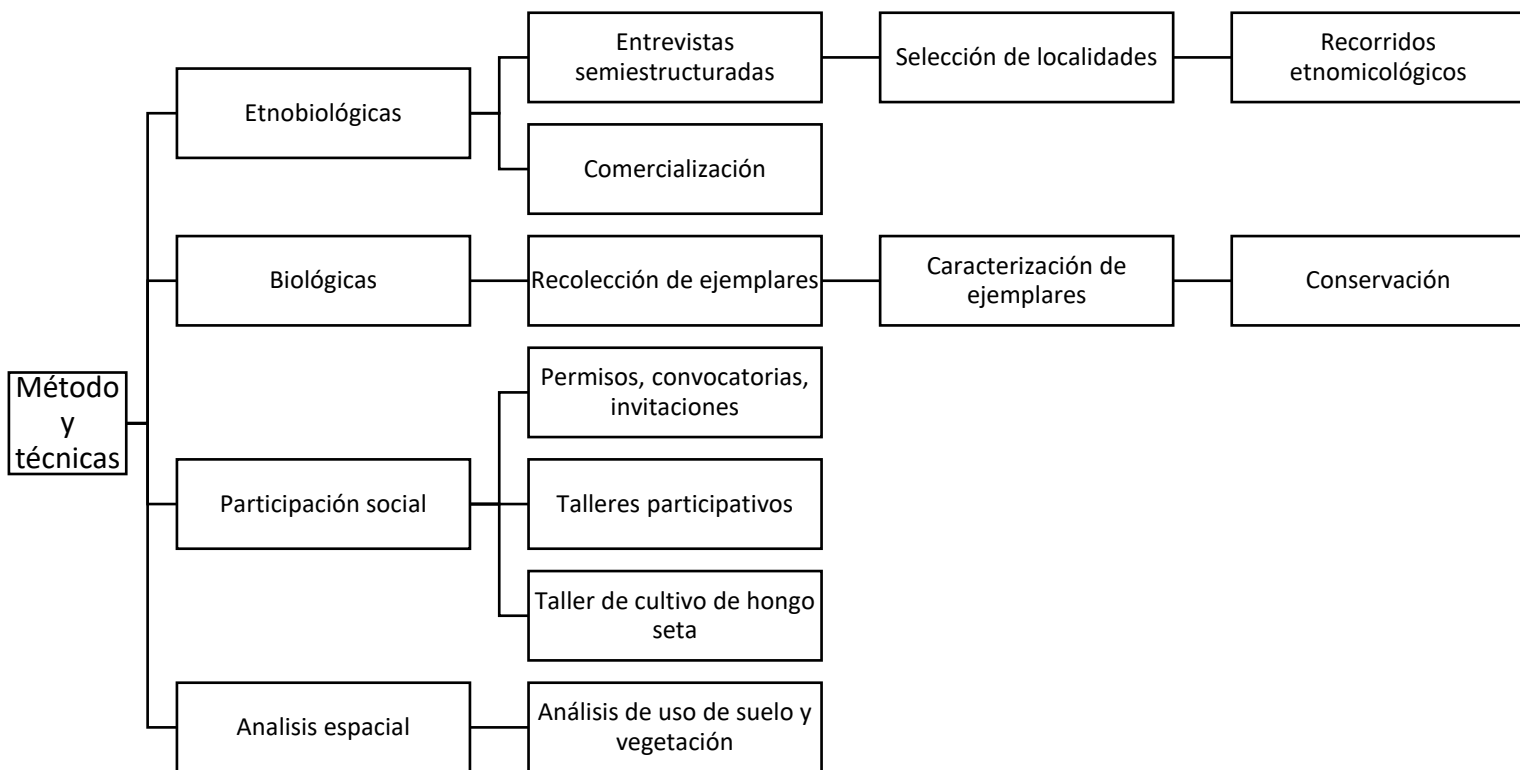 Método
y
técnicas
Etnobiológicas
Entrevistas
semiestructuradas
Selección de localidades
Recorridos
etnomicológicos
Comercialización
Biológicas
Recolección de ejemplares
Caracterización de
ejemplares
Conservación
Participación social
Permisos, convocatorias,
invitaciones
Talleres participativos
Taller de cultivo de hongo
seta
Analisis espacial
Análisis de uso de suelo y
vegetación